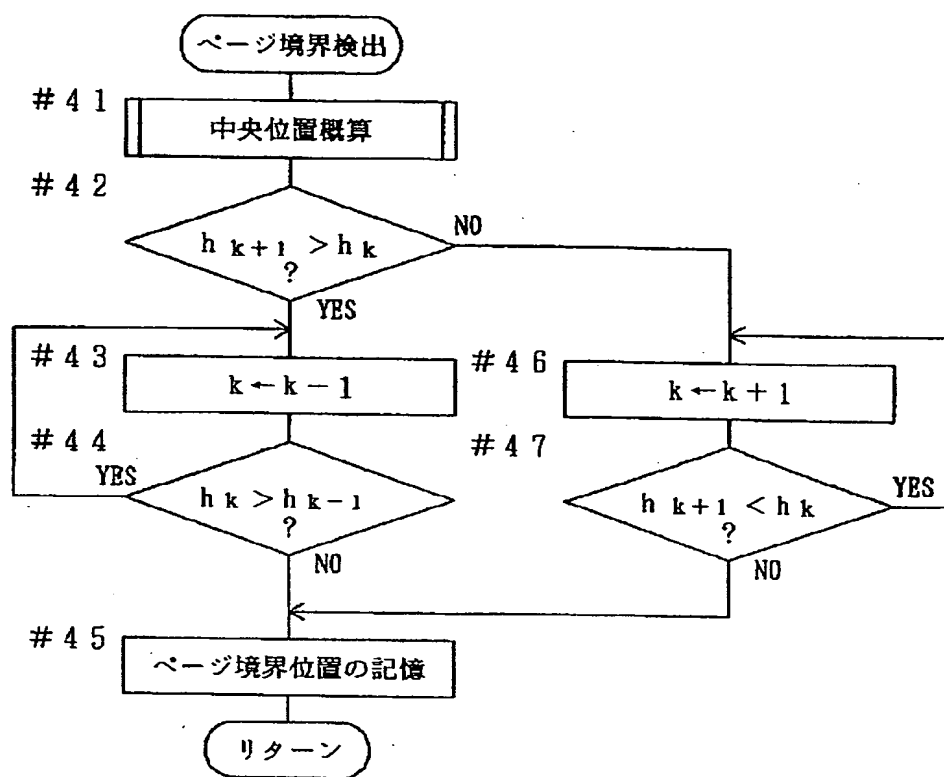 ページ境界検出
#41
中央位置概算
#42
h k+1 > h k
?
NO
YES
#43
k ← k − 1
#46
k ← k + 1
#44
YES
h k > h k−1
?
NO
#47
h k+1 < h k
?
YES
NO
#45
ページ境界位置の記憶
リターン